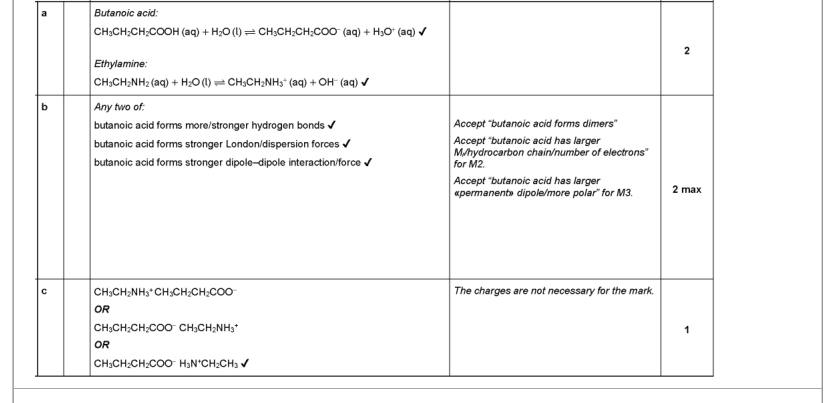 a
Butanoic acid:
CH₃CH₂CH₂COOH (aq) + H₂O (l) ⇌ CH₃CH₂CH₂COO⁻ (aq) + H₃O⁺ (aq) ✓
2
Ethylamine:
CH₃CH₂NH₂ (aq) + H₂O (l) ⇌ CH₃CH₂NH₃⁺ (aq) + OH⁻ (aq) ✓
b
Any two of:
butanoic acid forms more/stronger hydrogen bonds ✓
butanoic acid forms stronger London/dispersion forces ✓
butanoic acid forms stronger dipole–dipole interaction/force ✓
Accept “butanoic acid forms dimers”
Accept “butanoic acid has larger
Mᵣ/hydrocarbon chain/number of electrons”
for M2.
Accept “butanoic acid has larger
«permanent» dipole/more polar” for M3.
2 max
c
CH₃CH₂NH₃⁺ CH₃CH₂CH₂COO⁻
OR
CH₃CH₂CH₂COO⁻ CH₃CH₂NH₃⁺
OR
CH₃CH₂CH₂COO⁻ H₃N⁺CH₂CH₃ ✓
The charges are not necessary for the mark.
1